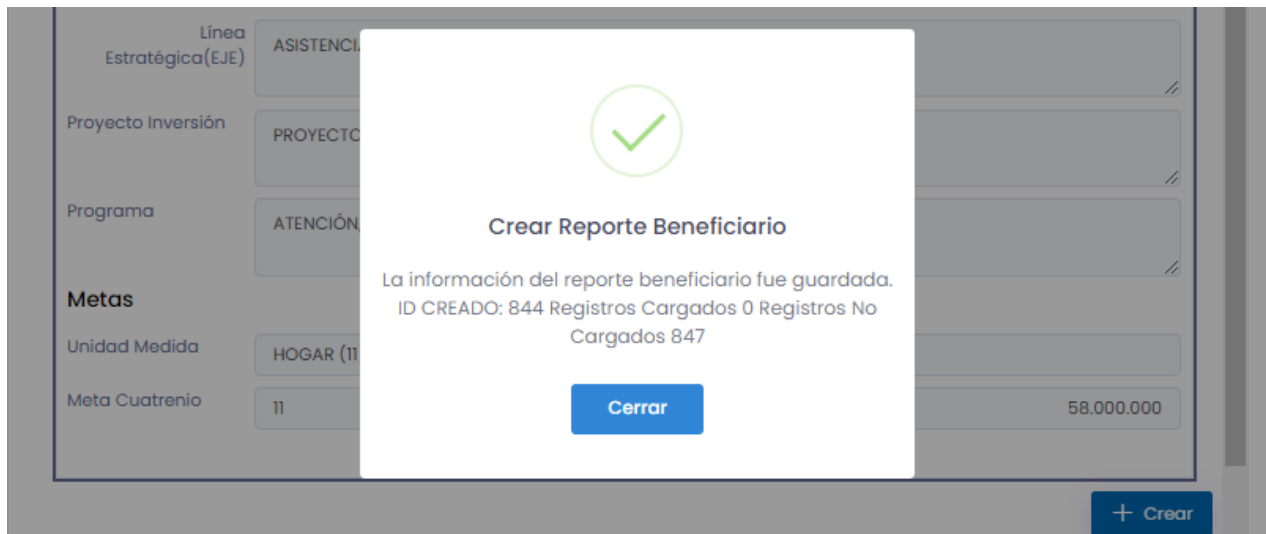 Línea
Estratégica(EJE)
ASISTENCI
Proyecto Inversión
PROYECTO
Programa
ATENCIÓN,
Metas
Unidad Medida
HOGAR (11
Meta Cuatrenio
11
58.000.000
Crear Reporte Beneficiario
La información del reporte beneficiario fue guardada.
ID CREADO: 844 Registros Cargados 0 Registros No
Cargados 847
Cerrar
+ Crear